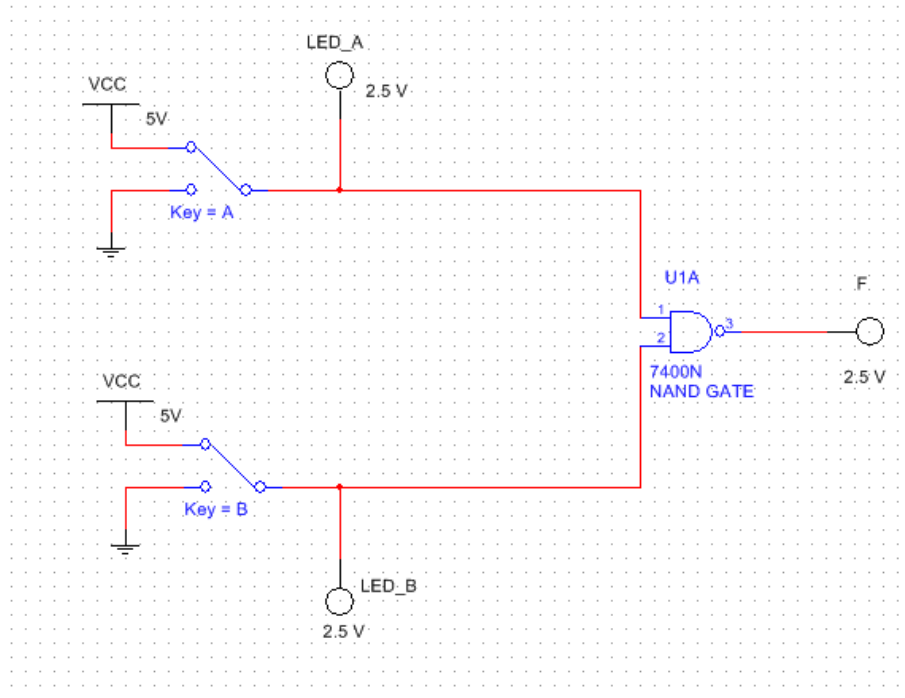 LED_A
2.5 V
VCC
5V
Key = A
U1A
1
2
3
7400N
NAND GATE
F
2.5 V
VCC
5V
Key = B
LED_B
2.5 V